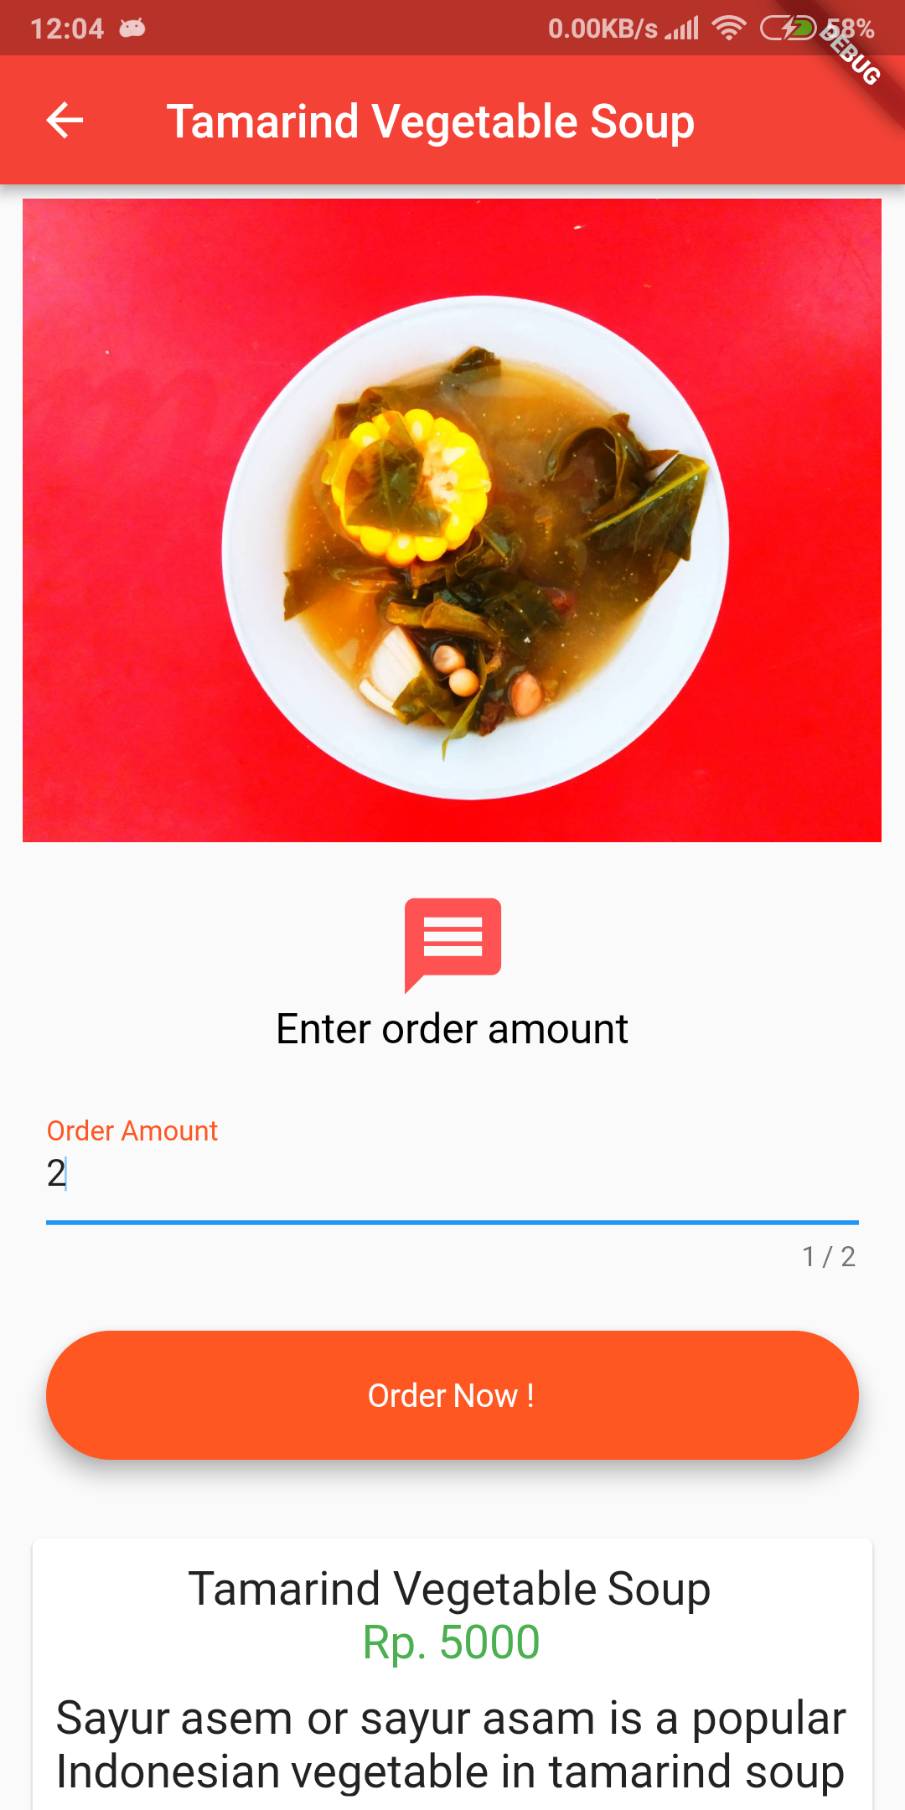 12:04 0.00KB/s 58%
DEBUG
Tamarind Vegetable Soup
Enter order amount
Order Amount
2
1 / 2
Order Now !
Tamarind Vegetable Soup
Rp. 5000
Sayur asem or sayur asam is a popular
Indonesian vegetable in tamarind soup